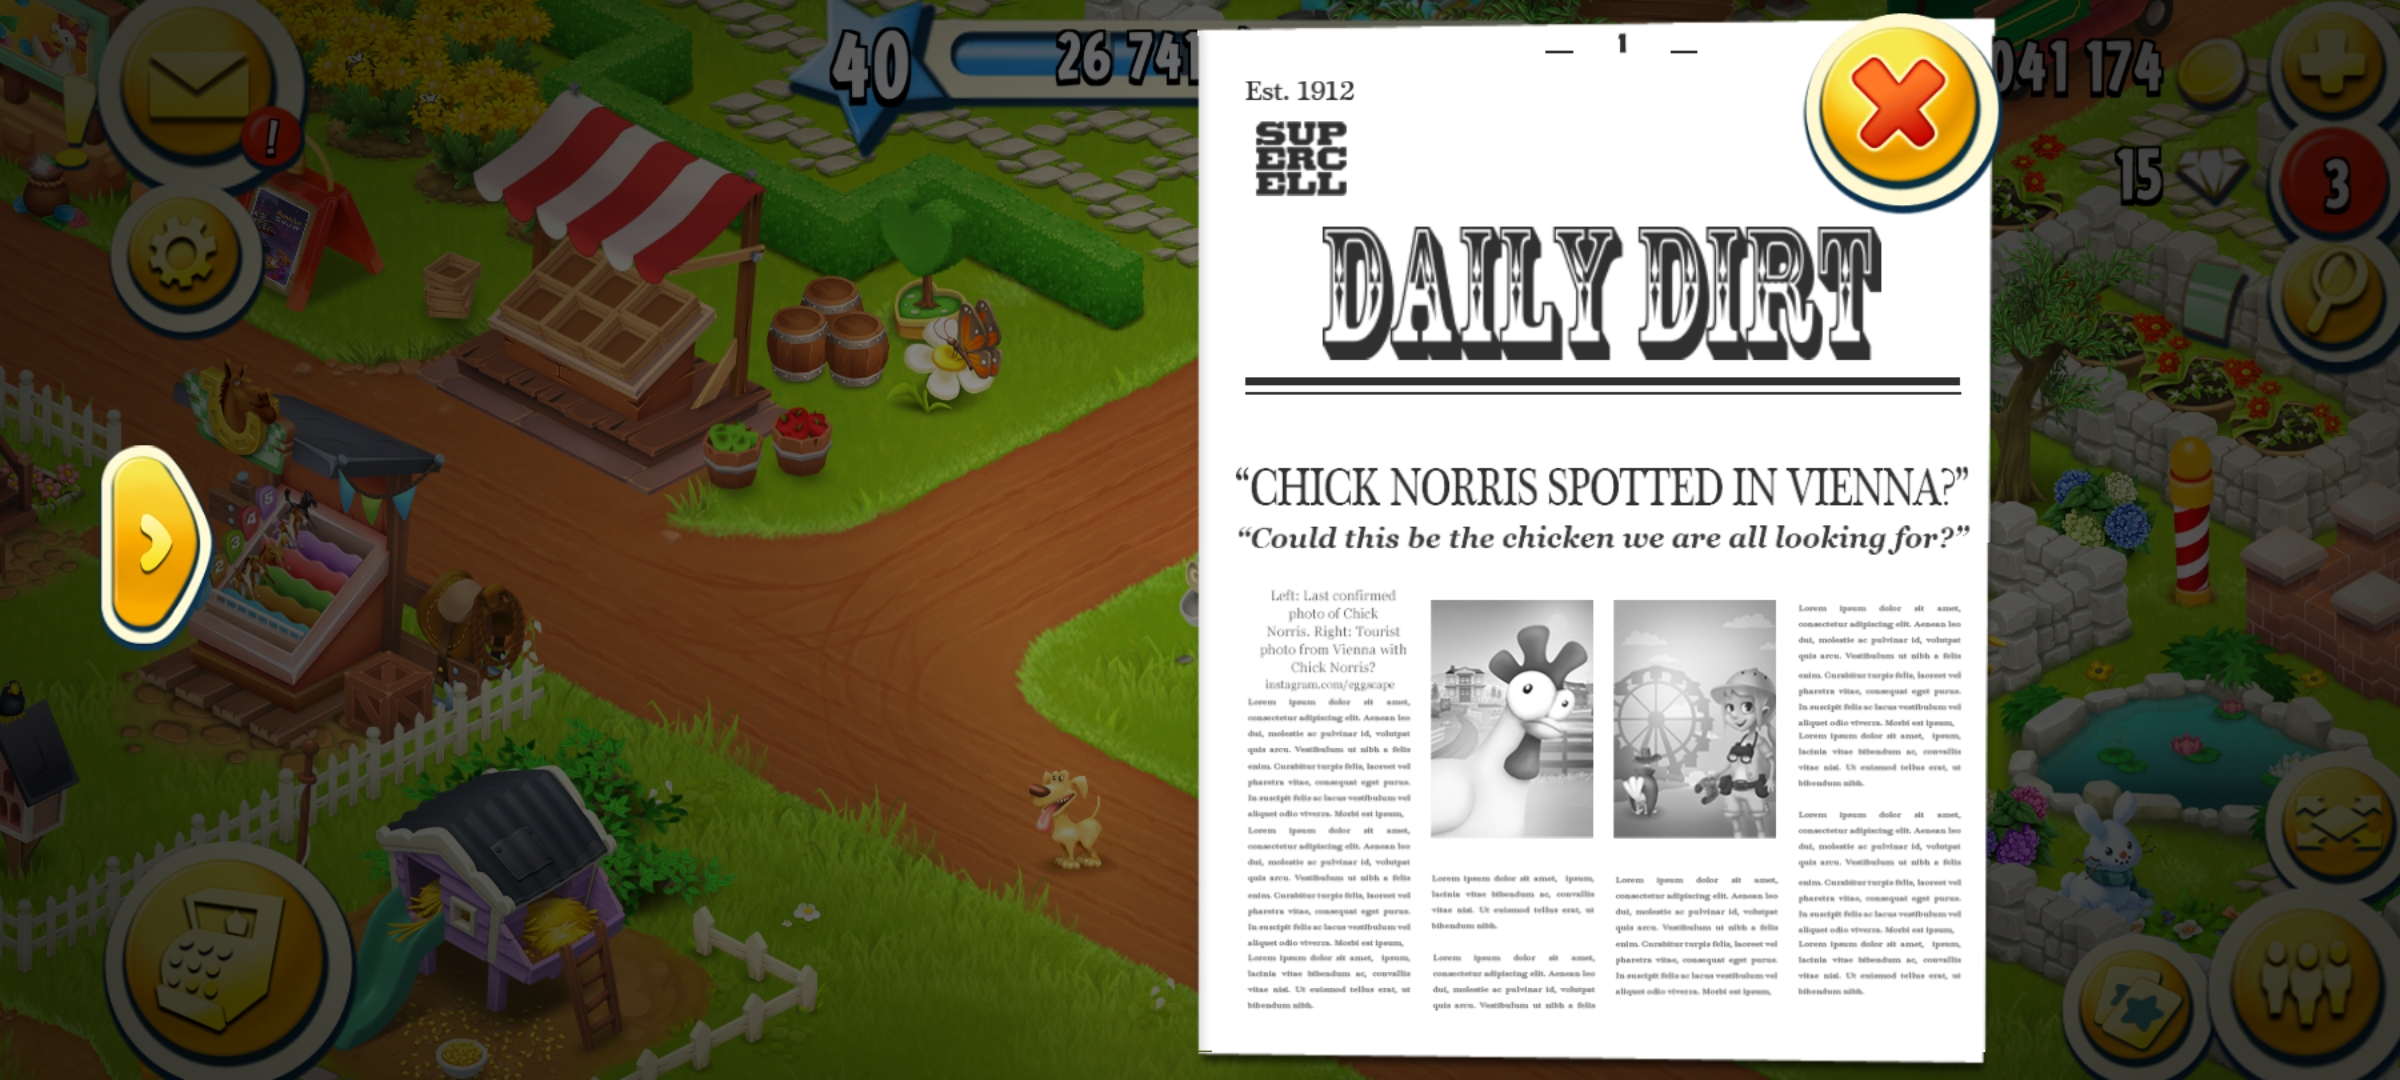 40
26 741
041 174
15
3
!
1
Est. 1912
SUP
ERC
ELL
DAILY DIRT
“CHICK NORRIS SPOTTED IN VIENNA?”
“Could this be the chicken we are all looking for?”
Left: Last confirmed
photo of Chick
Norris. Right: Tourist
photo from Vienna with
Chick Norris?
instagram.com/eggscape
Lorem ipsum dolor sit amet,
consectetur adipiscing elit. Aenean leo
dui, molestie ac pulvinar id, volutpat
quis arcu. Vestibulum ut nibh a felis
enim. Curabitur turpis felis, laoreet vel
pharetra vitae, consequat eget purus.
In suscipit felis ac lacus vestibulum vel
aliquet odio viverra. Morbi est ipsum,
Lorem ipsum dolor sit amet,
consectetur adipiscing elit. Aenean leo
dui, molestie ac pulvinar id, volutpat
quis arcu. Vestibulum ut nibh a felis
enim. Curabitur turpis felis, laoreet vel
pharetra vitae, consequat eget purus.
In suscipit felis ac lacus vestibulum vel
aliquet odio viverra. Morbi est ipsum,
Lorem ipsum dolor sit amet, ipsum,
lacinia vitae bibendum ac, convallis
vitae nisi. Ut euismod tellus erat, ut
bibendum nibh.
Lorem ipsum dolor sit amet, ipsum,
lacinia vitae bibendum ac, convallis
vitae nisi. Ut euismod tellus erat, ut
bibendum nibh.
Lorem ipsum dolor sit amet,
consectetur adipiscing elit. Aenean leo
dui, molestie ac pulvinar id, volutpat
quis arcu. Vestibulum ut nibh a felis
Lorem ipsum dolor sit amet,
consectetur adipiscing elit. Aenean leo
dui, molestie ac pulvinar id, volutpat
quis arcu. Vestibulum ut nibh a felis
enim. Curabitur turpis felis, laoreet vel
pharetra vitae, consequat eget purus.
In suscipit felis ac lacus vestibulum vel
aliquet odio viverra. Morbi est ipsum,
Lorem ipsum dolor sit amet,
consectetur adipiscing elit. Aenean leo
dui, molestie ac pulvinar id, volutpat
quis arcu. Vestibulum ut nibh a felis
enim. Curabitur turpis felis, laoreet vel
pharetra vitae, consequat eget purus.
In suscipit felis ac lacus vestibulum vel
aliquet odio viverra. Morbi est ipsum,
Lorem ipsum dolor sit amet, ipsum,
lacinia vitae bibendum ac, convallis
vitae nisi. Ut euismod tellus erat, ut
bibendum nibh.
Lorem ipsum dolor sit amet,
consectetur adipiscing elit. Aenean leo
dui, molestie ac pulvinar id, volutpat
quis arcu. Vestibulum ut nibh a felis
enim. Curabitur turpis felis, laoreet vel
pharetra vitae, consequat eget purus.
In suscipit felis ac lacus vestibulum vel
aliquet odio viverra. Morbi est ipsum,
Lorem ipsum dolor sit amet, ipsum,
lacinia vitae bibendum ac, convallis
vitae nisi. Ut euismod tellus erat, ut
bibendum nibh.
5
4
3
2